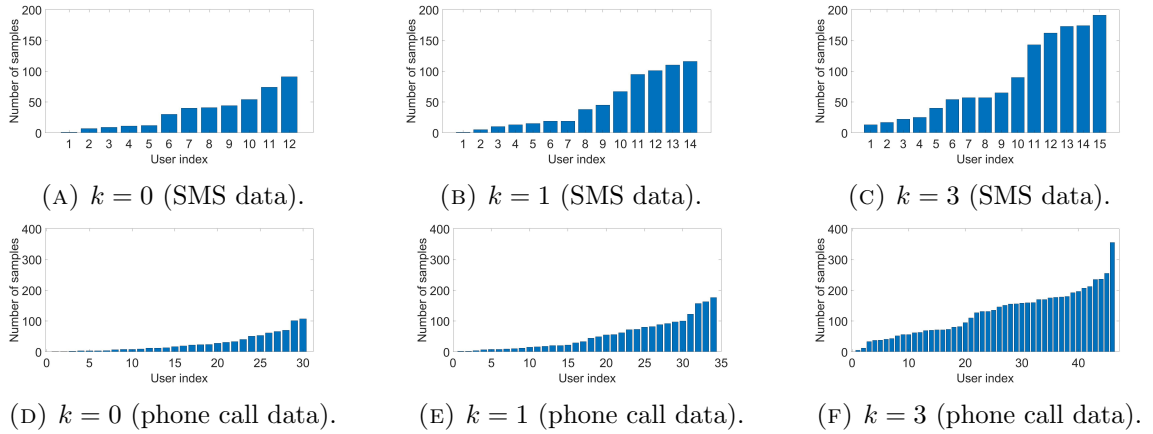 200
150
100
50
0
Number of samples
1 2 3 4 5 6 7 8 9 10 11 12
User index
(A) k = 0 (SMS data).
200
150
100
50
0
Number of samples
1 2 3 4 5 6 7 8 9 10 11 12 13 14
User index
(B) k = 1 (SMS data).
200
150
100
50
0
Number of samples
1 2 3 4 5 6 7 8 9 10 11 12 13 14 15
User index
(C) k = 3 (SMS data).
400
300
200
100
0
Number of samples
0 5 10 15 20 25 30
User index
(D) k = 0 (phone call data).
400
300
200
100
0
Number of samples
0 5 10 15 20 25 30 35
User index
(E) k = 1 (phone call data).
400
300
200
100
0
Number of samples
0 10 20 30 40
User index
(F) k = 3 (phone call data).